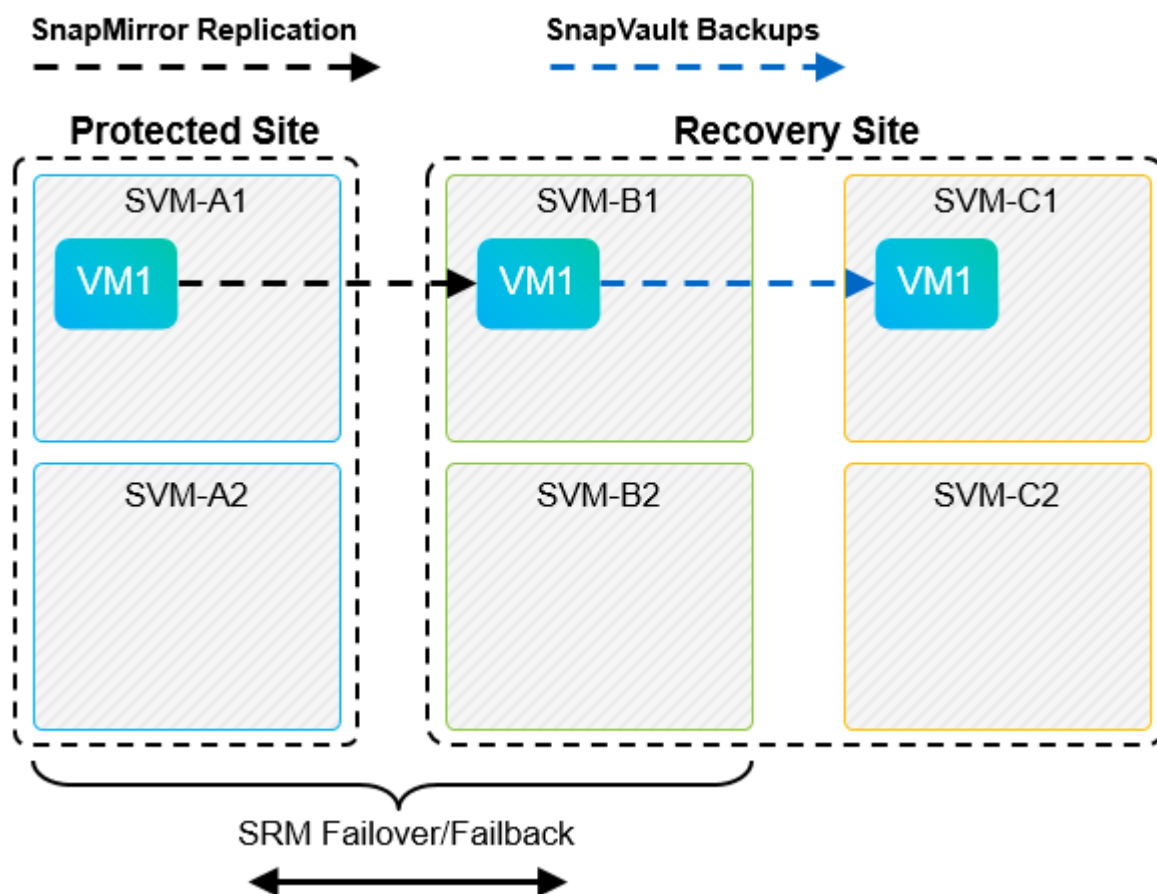 SnapMirror Replication
SnapVault Backups
Protected Site
Recovery Site
SVM-A1
SVM-B1
SVM-C1
VM1
VM1
VM1
SVM-A2
SVM-B2
SVM-C2
SRM Failover/Failback